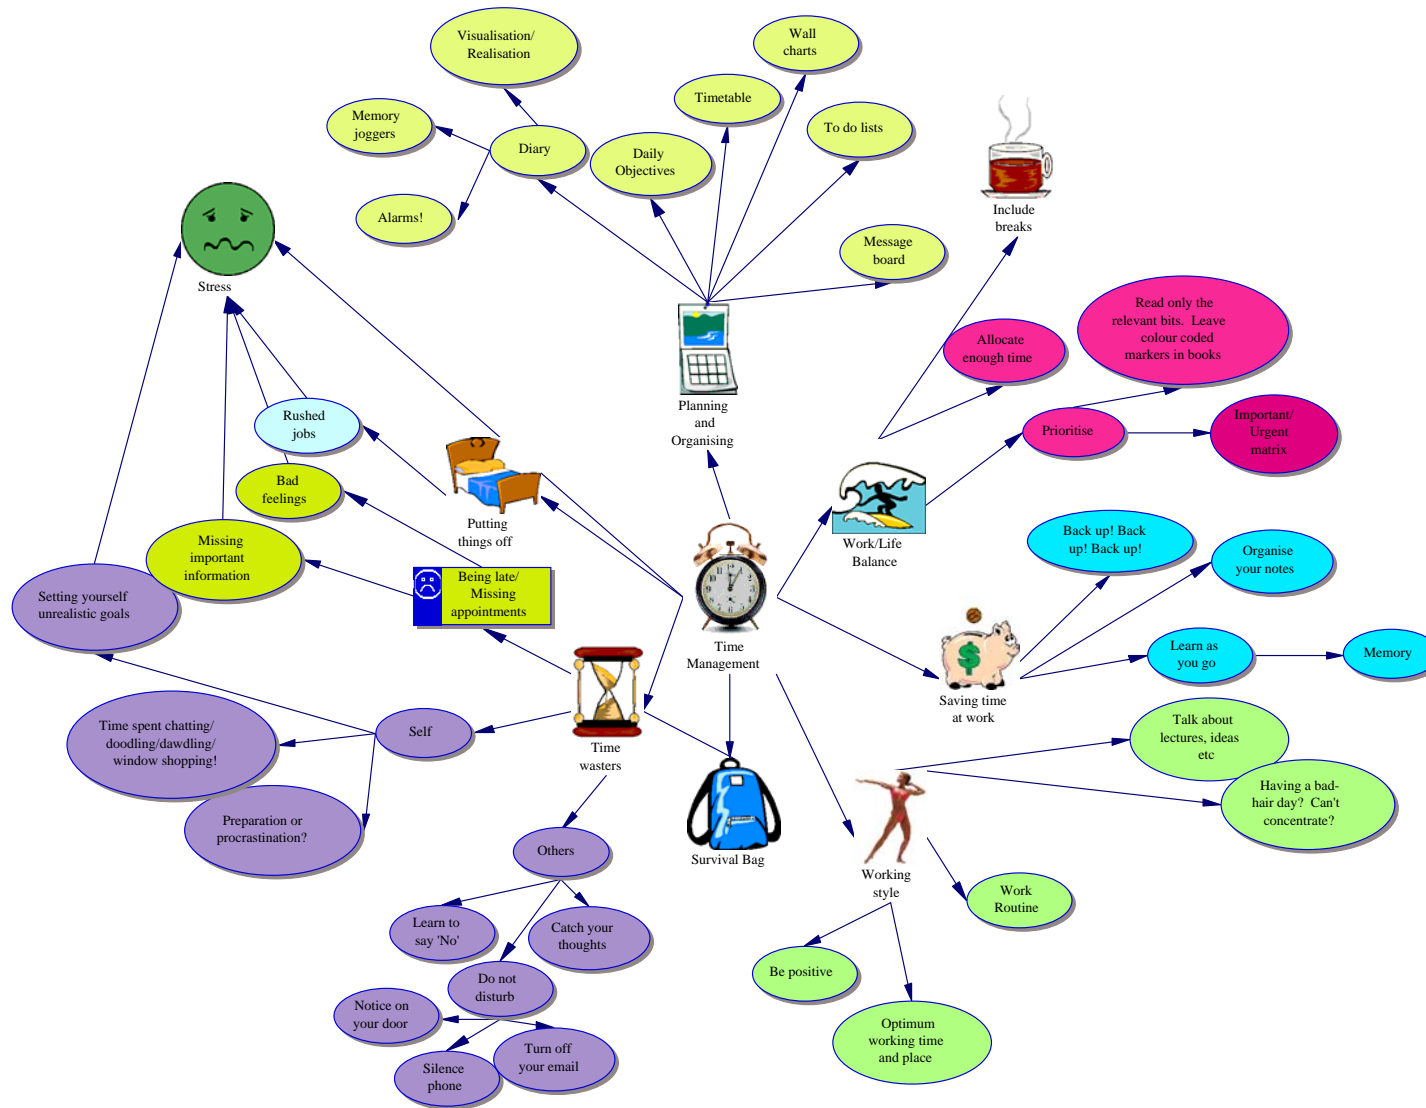 Visualisation/
Realisation
Wall
charts
Timetable
Memory
joggers
To do lists
Diary
Daily
Objectives
Alarms!
Include
breaks
Message
board
Stress
Read only the
relevant bits.  Leave
colour coded
markers in books
Allocate
enough time
Planning
and
Organising
Rushed
jobs
Prioritise
Important/
Urgent
matrix
Bad
feelings
Putting
things off
Missing
important
information
Work/Life
Balance
Back up! Back
up! Back up!
Organise
your notes
Being late/
Missing
appointments
Setting yourself
unrealistic goals
Time
Management
Learn as
you go
Memory
Saving time
at work
Time spent chatting/
doodling/dawdling/
window shopping!
Self
Time
wasters
Talk about
lectures, ideas
etc
Having a bad-
hair day?  Can't
concentrate?
Preparation or
procrastination?
Others
Survival Bag
Working
style
Work
Routine
Learn to
say 'No'
Catch your
thoughts
Be positive
Do not
disturb
Notice on
your door
Optimum
working time
and place
Silence
phone
Turn off
your email